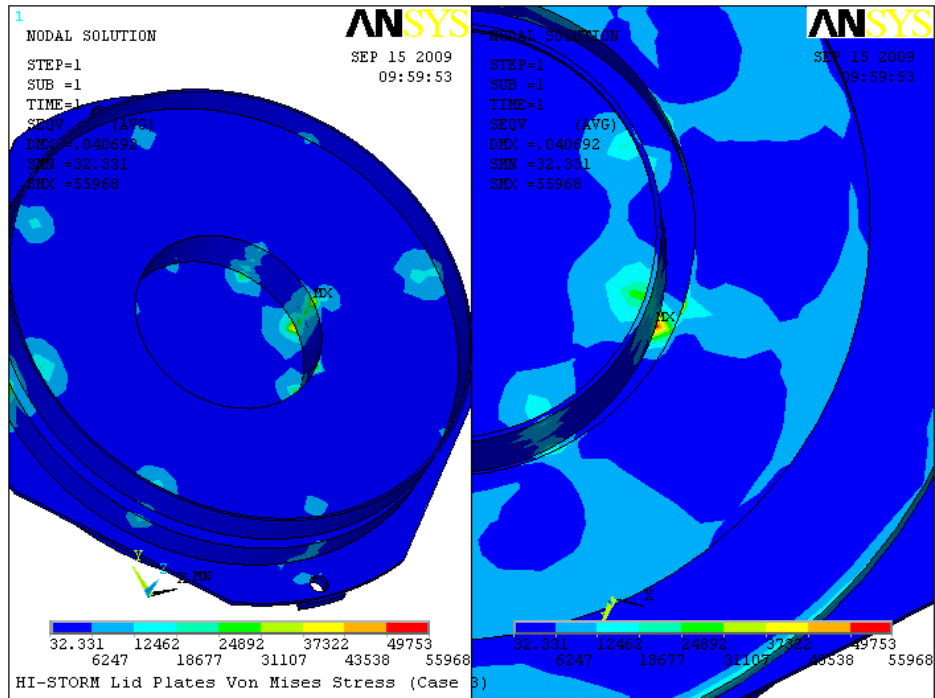 1
ANSYS
NODAL SOLUTION
SEP 15 2009
09:59:53
STEP=1
SUB =1
TIME=1
SEQV (AVG)
DMX =.040692
SMN =32.331
SMX =55968
MX
Y
Z
X MN
32.331 12462 24892 37322 49753
6247 18677 31107 43538 55968
HI-STORM Lid Plates Von Mises Stress (Case 3)
ANSYS
NODAL SOLUTION
SEP 15 2009
09:59:53
STEP=1
SUB =1
TIME=1
SEQV (AVG)
DMX =.040692
SMN =32.331
SMX =55968
MX
X
32.331 12462 24892 37322 49753
6247 18677 31107 43538 55968